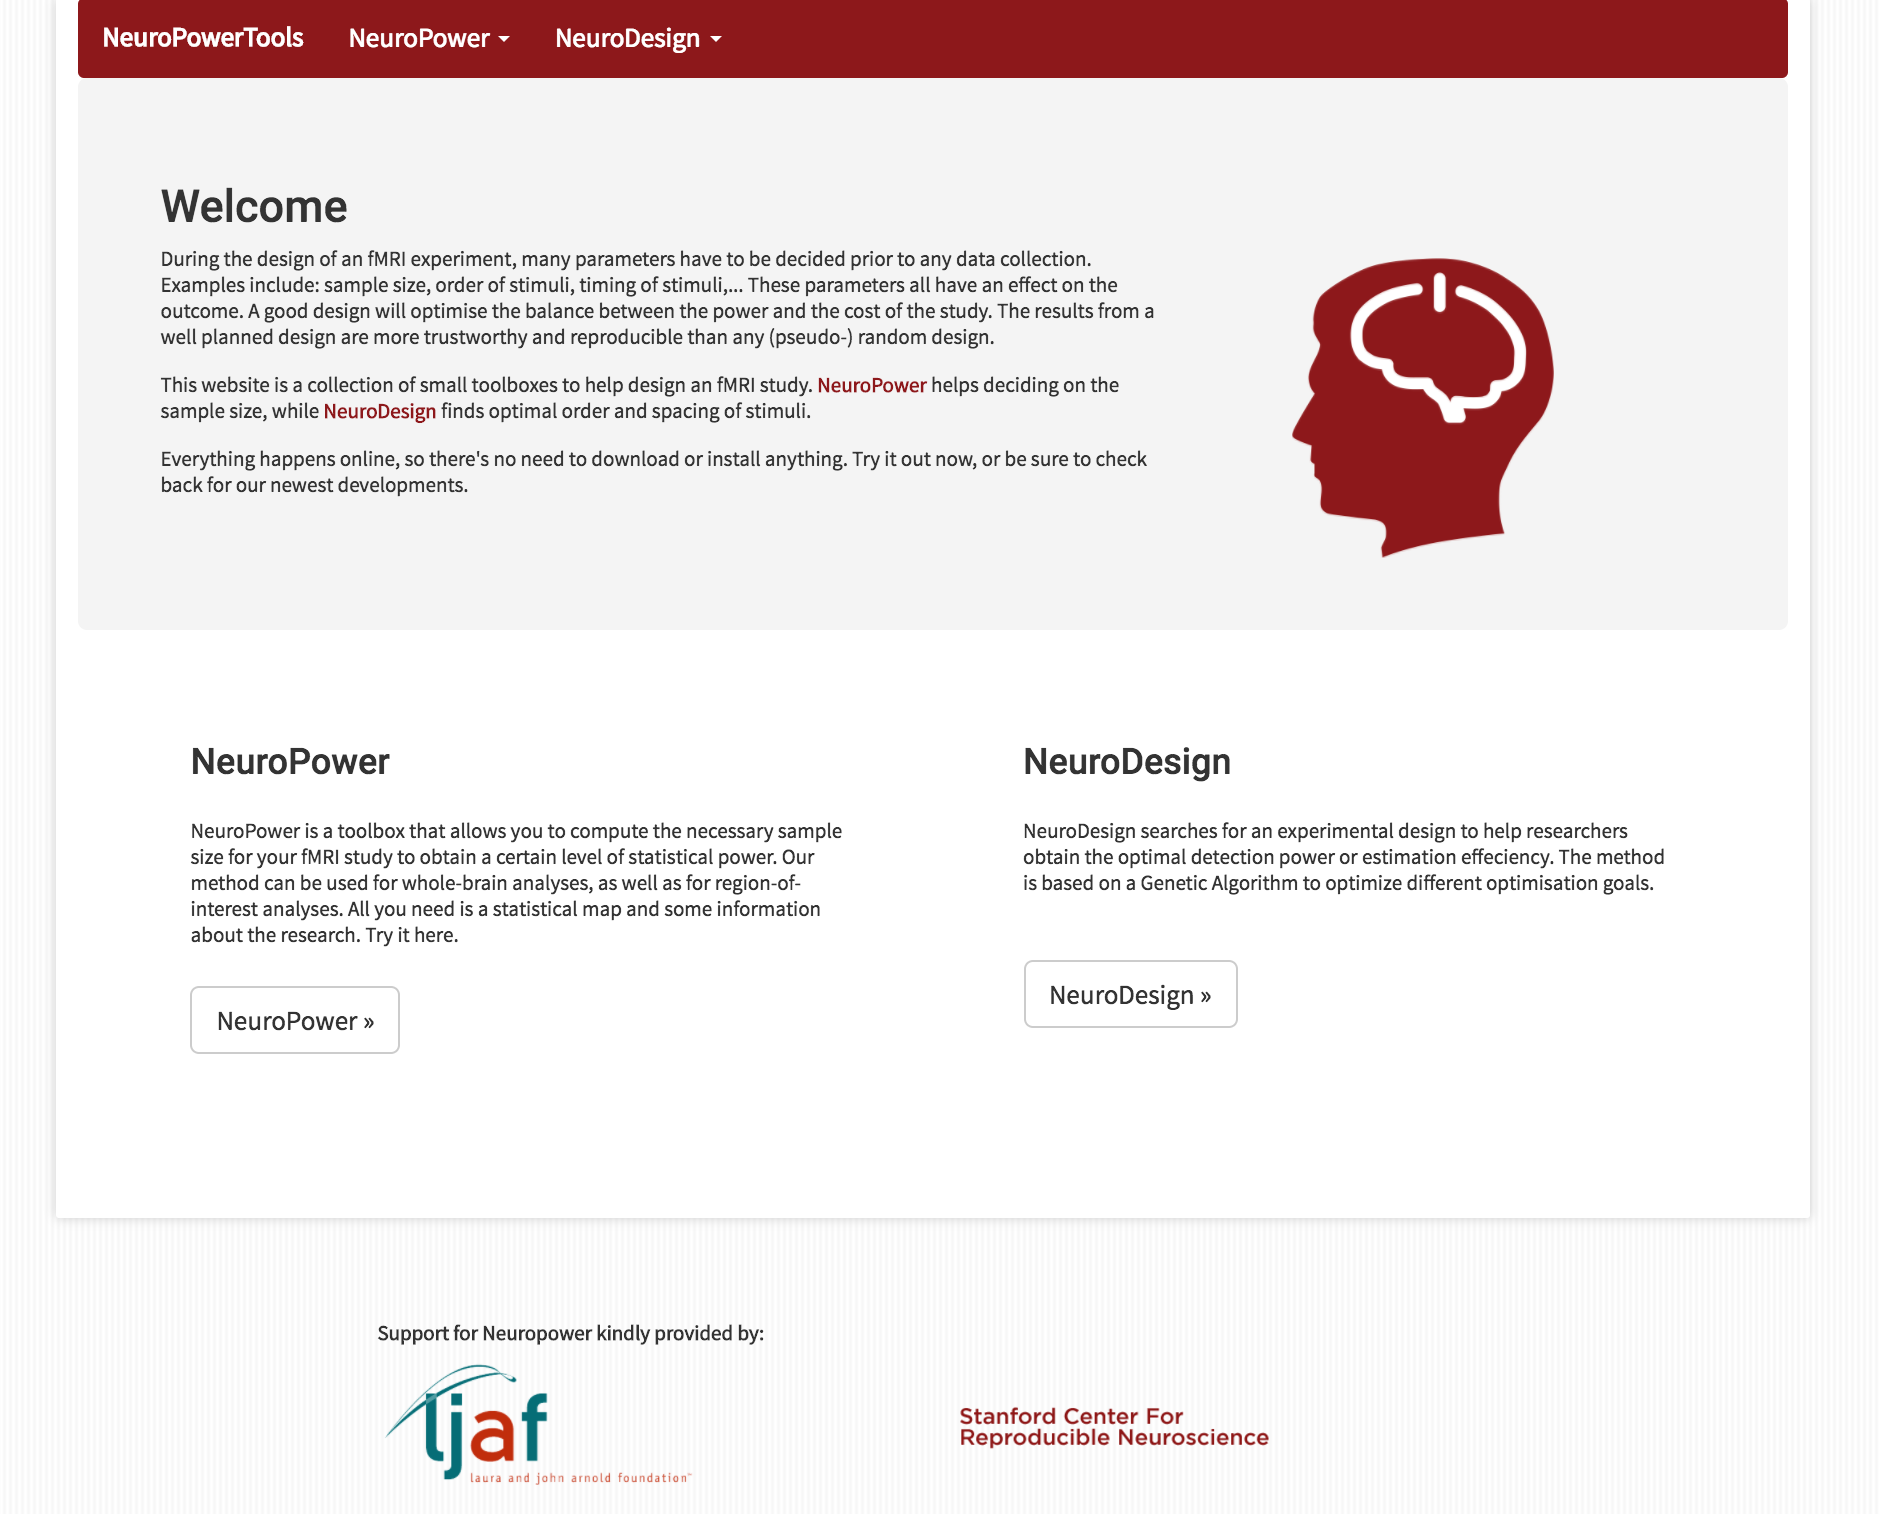 NeuroPowerTools NeuroPower NeuroDesign
Welcome
During the design of an fMRI experiment, many parameters have to be decided prior to any data collection.
Examples include: sample size, order of stimuli, timing of stimuli,... These parameters all have an effect on the
outcome. A good design will optimise the balance between the power and the cost of the study. The results from a
well planned design are more trustworthy and reproducible than any (pseudo-) random design.
This website is a collection of small toolboxes to help design an fMRI study. NeuroPower helps deciding on the
sample size, while NeuroDesign finds optimal order and spacing of stimuli.
Everything happens online, so there's no need to download or install anything. Try it out now, or be sure to check
back for our newest developments.
NeuroPower
NeuroPower is a toolbox that allows you to compute the necessary sample
size for your fMRI study to obtain a certain level of statistical power. Our
method can be used for whole-brain analyses, as well as for region-of-
interest analyses. All you need is a statistical map and some information
about the research. Try it here.
NeuroPower »
NeuroDesign
NeuroDesign searches for an experimental design to help researchers
obtain the optimal detection power or estimation effeciency. The method
is based on a Genetic Algorithm to optimize different optimisation goals.
NeuroDesign »
Support for Neuropower kindly provided by:
ljaf
laura and john arnold foundation™
Stanford Center For
Reproducible Neuroscience